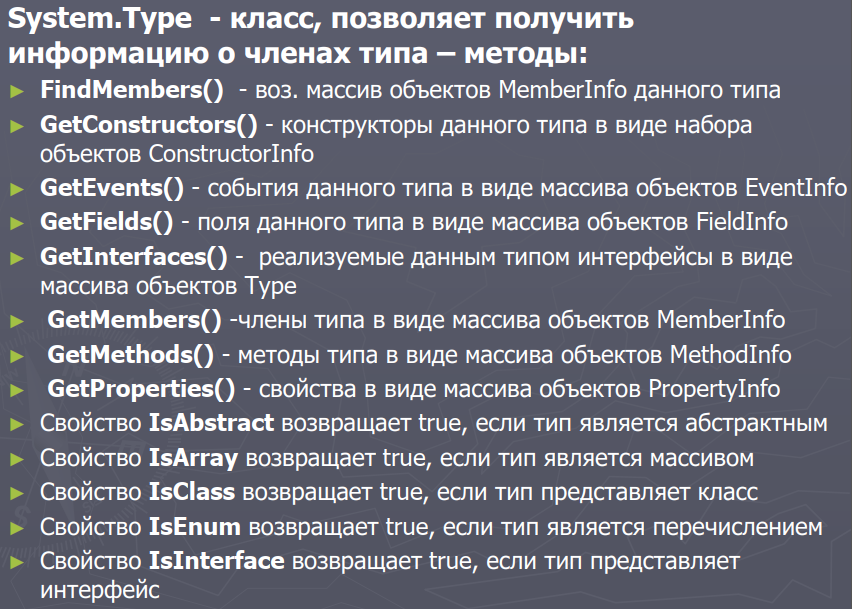 System.Type - класс, позволяет получить
информацию о членах типа – методы:
► FindMembers() - воз. массив объектов MemberInfo данного типа
► GetConstructors() - конструкторы данного типа в виде набора
объектов ConstructorInfo
► GetEvents() - события данного типа в виде массива объектов EventInfo
► GetFields() - поля данного типа в виде массива объектов FieldInfo
► GetInterfaces() - реализуемые данным типом интерфейсы в виде
массива объектов Type
► GetMembers() -члены типа в виде массива объектов MemberInfo
► GetMethods() - методы типа в виде массива объектов MethodInfo
► GetProperties() - свойства в виде массива объектов PropertyInfo
► Свойство IsAbstract возвращает true, если тип является абстрактным
► Свойство IsArray возвращает true, если тип является массивом
► Свойство IsClass возвращает true, если тип представляет класс
► Свойство IsEnum возвращает true, если тип является перечислением
► Свойство IsInterface возвращает true, если тип представляет
интерфейс